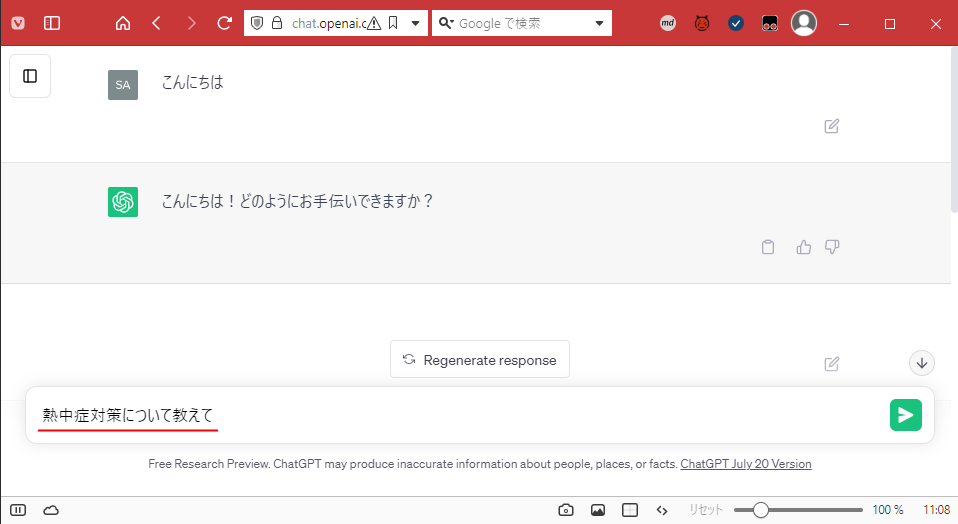 chat.openai.c
Google で検索
md
SA
こんにちは
こんにちは！どのようにお手伝いできますか？
Regenerate response
熱中症対策について教えて
Free Research Preview. ChatGPT may produce inaccurate information about people, places, or facts. ChatGPT July 20 Version
リセット
100 %
11:08